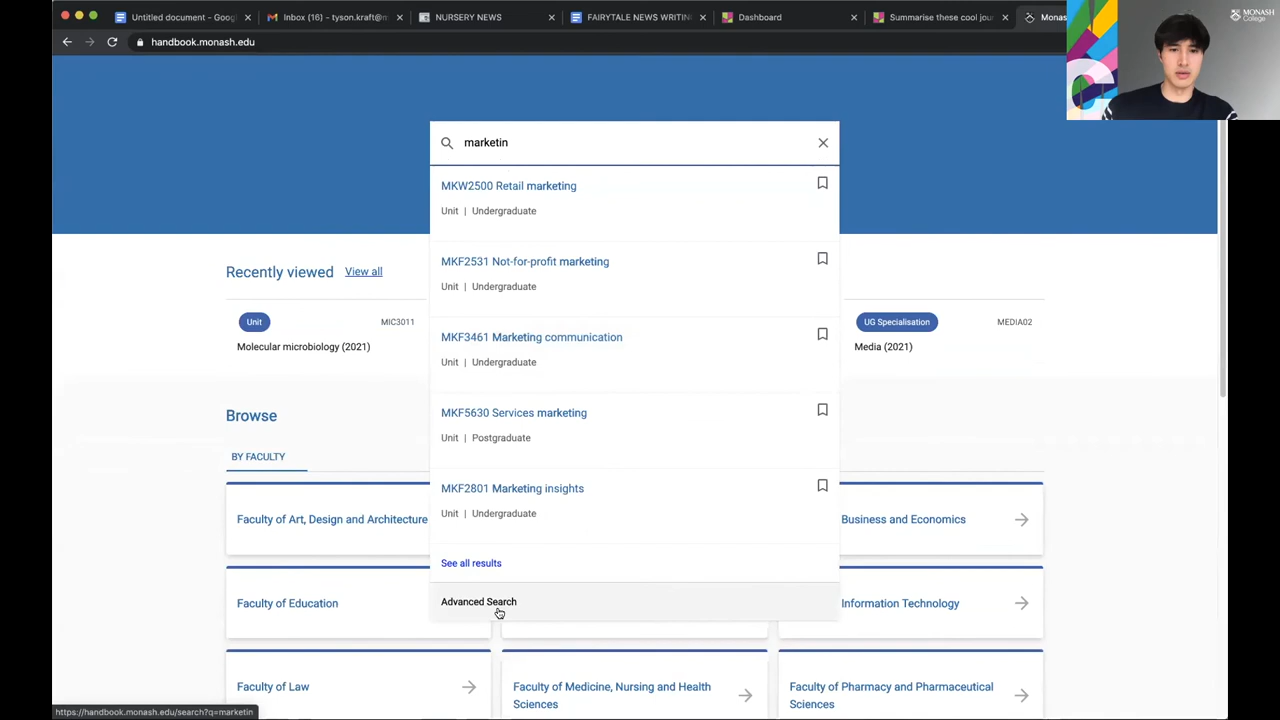 Untitled document - Goog
Inbox (16) - tyson.kraft@m
NURSERY NEWS
FAIRYTALE NEWS WRITIN
Dashboard
Summarise these cool jour
Monas
MONASH
College
handbook.monash.edu
marketin
MKW2500 Retail marketing
Unit | Undergraduate
MKF2531 Not-for-profit marketing
Unit | Undergraduate
MKF3461 Marketing communication
Unit | Undergraduate
MKF5630 Services marketing
Unit | Postgraduate
MKF2801 Marketing insights
Unit | Undergraduate
See all results
Advanced Search
Recently viewed View all
Unit MIC3011
Molecular microbiology (2021)
UG Specialisation MEDIA02
Media (2021)
Browse
BY FACULTY
Faculty of Art, Design and Architecture
Business and Economics
Faculty of Education
Information Technology
Faculty of Law
Faculty of Medicine, Nursing and Health
Sciences
Faculty of Pharmacy and Pharmaceutical
Sciences
https://handbook.monash.edu/search?q=marketin